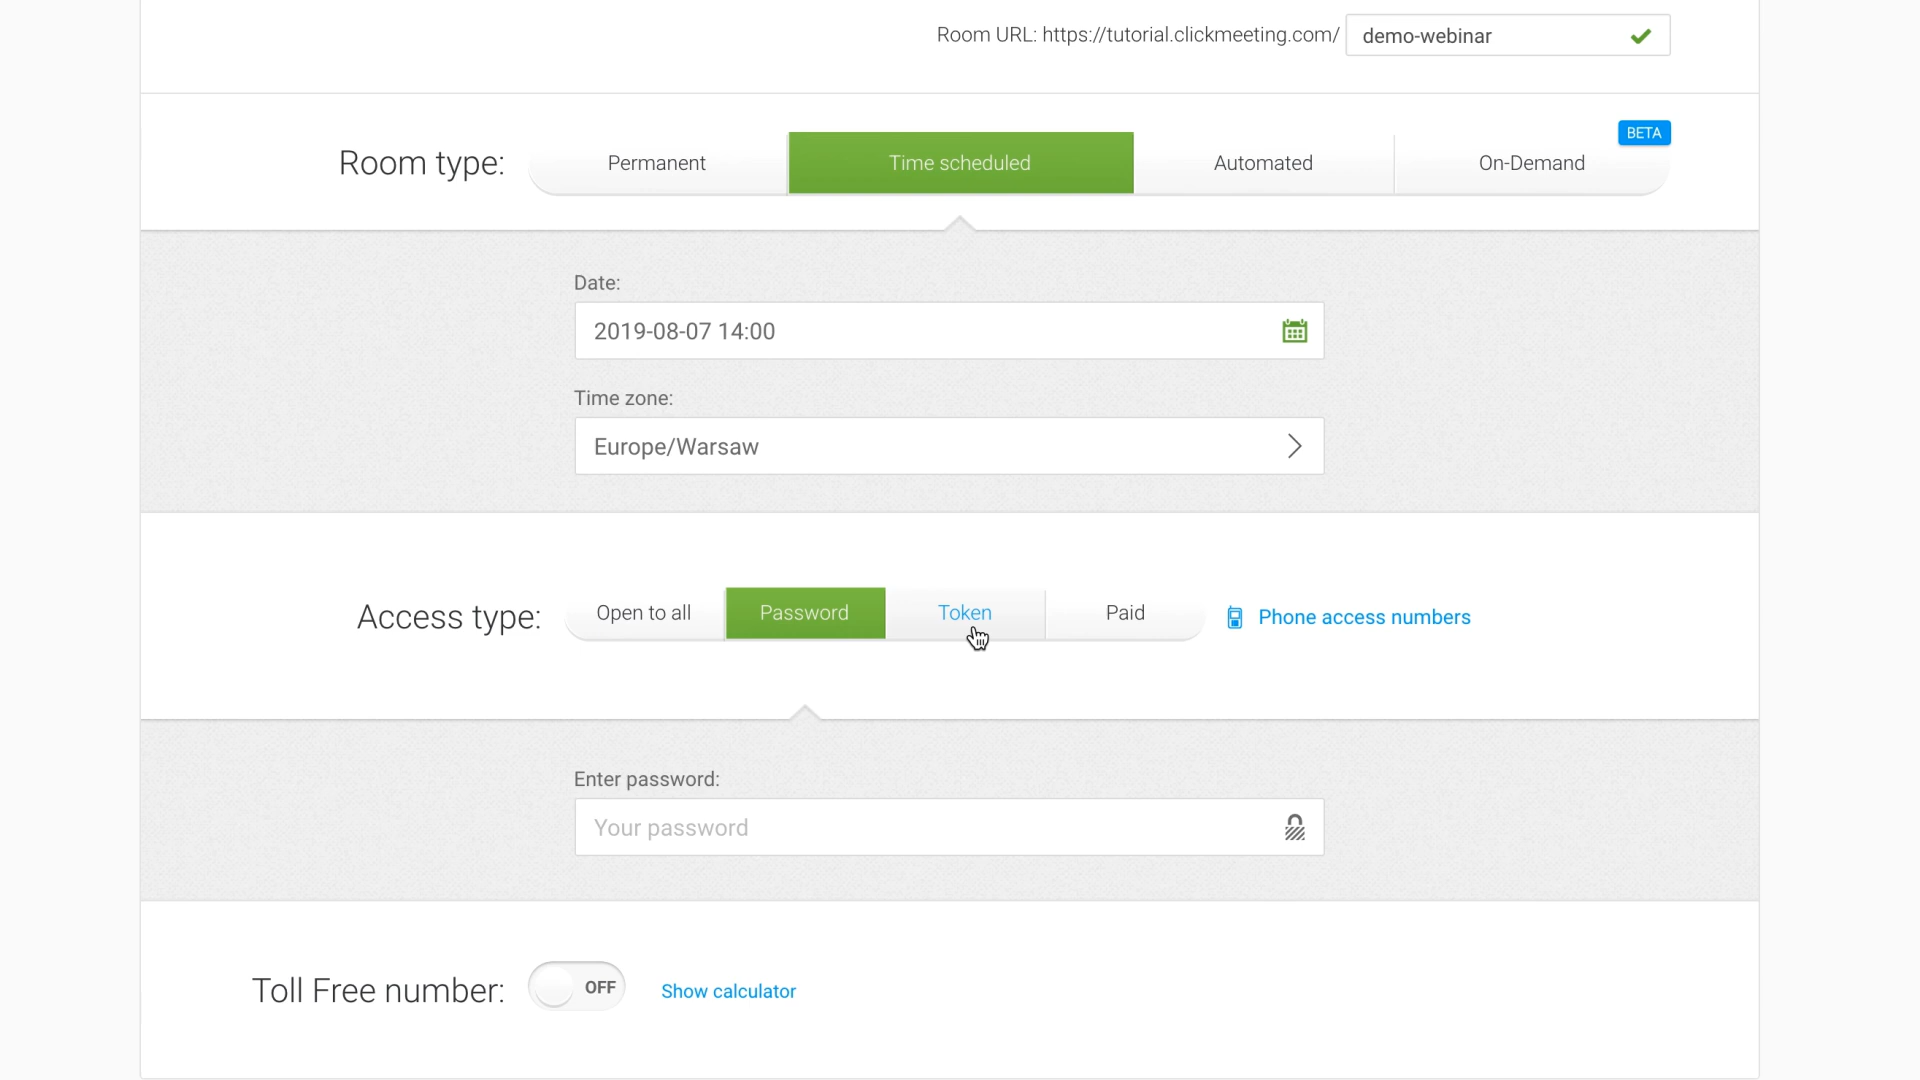 Room URL: https://tutorial.clickmeeting.com/ demo-webinar
BETA
Room type: Permanent Time scheduled Automated On-Demand
Date:
2019-08-07 14:00
Time zone:
Europe/Warsaw
Access type: Open to all Password Token Paid Phone access numbers
Enter password:
Your password
Toll Free number: OFF Show calculator